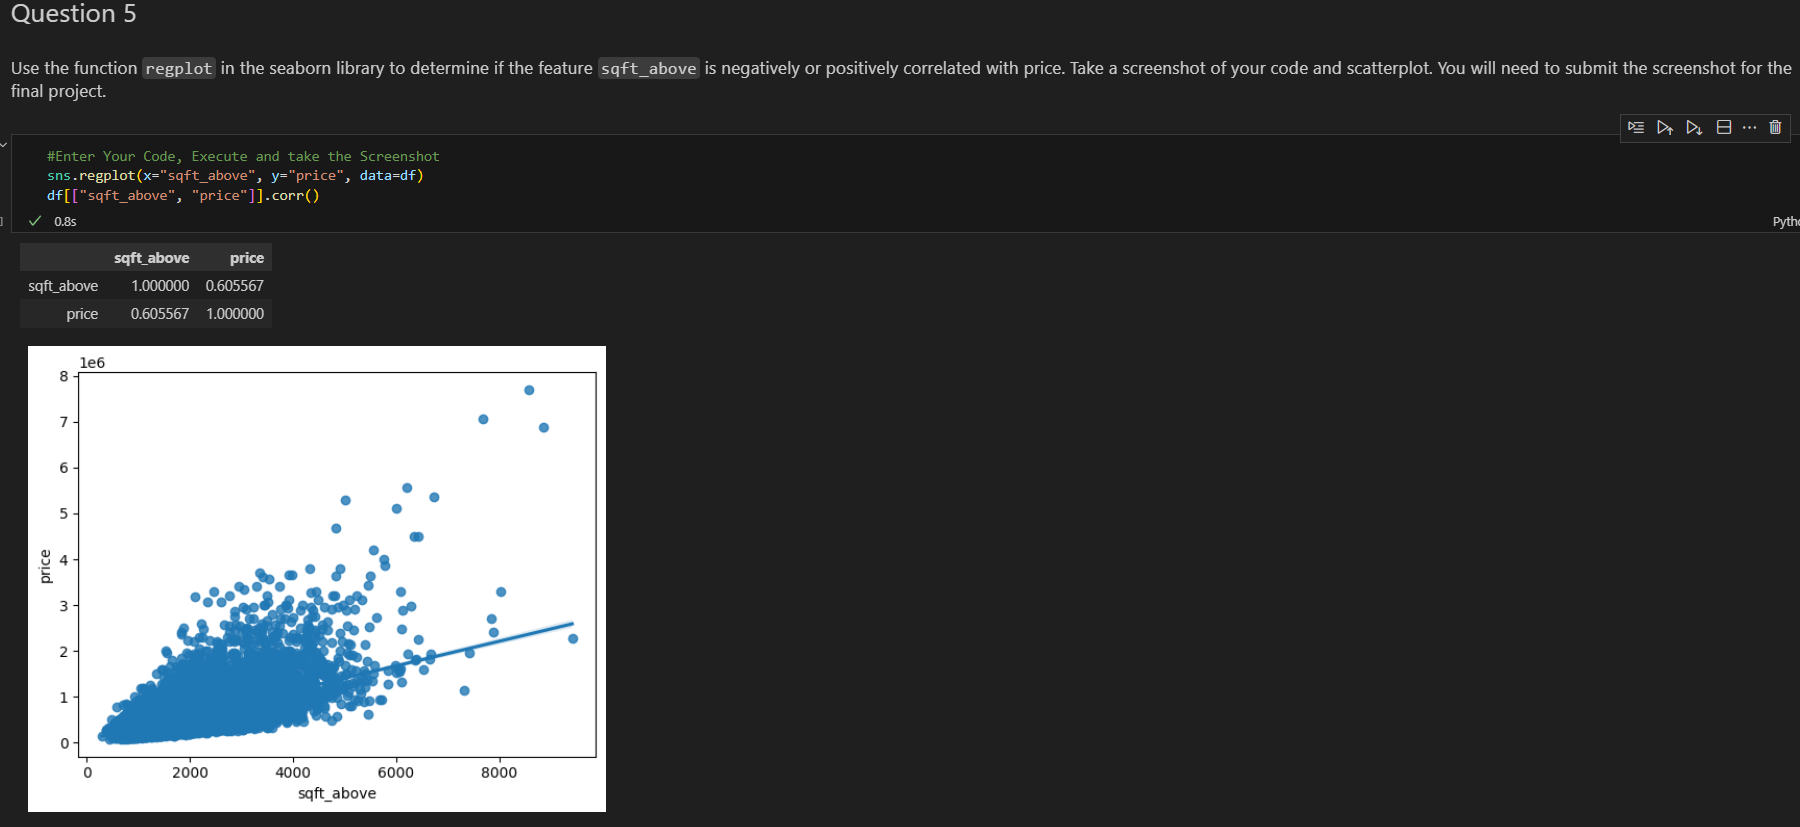 Question 5
Use the function regplot in the seaborn library to determine if the feature sqft_above is negatively or positively correlated with price. Take a screenshot of your code and scatterplot. You will need to submit the screenshot for the
final project.
#Enter Your Code, Execute and take the Screenshot
sns.regplot(x="sqft_above", y="price", data=df)
df[["sqft_above", "price"]].corr()
] 0.8s Pytho
sqft_above price
sqft_above 1.000000 0.605567
price 0.605567 1.000000
1e6
8
7
6
5
4
3
2
1
0
price
0 2000 4000 6000 8000
sqft_above